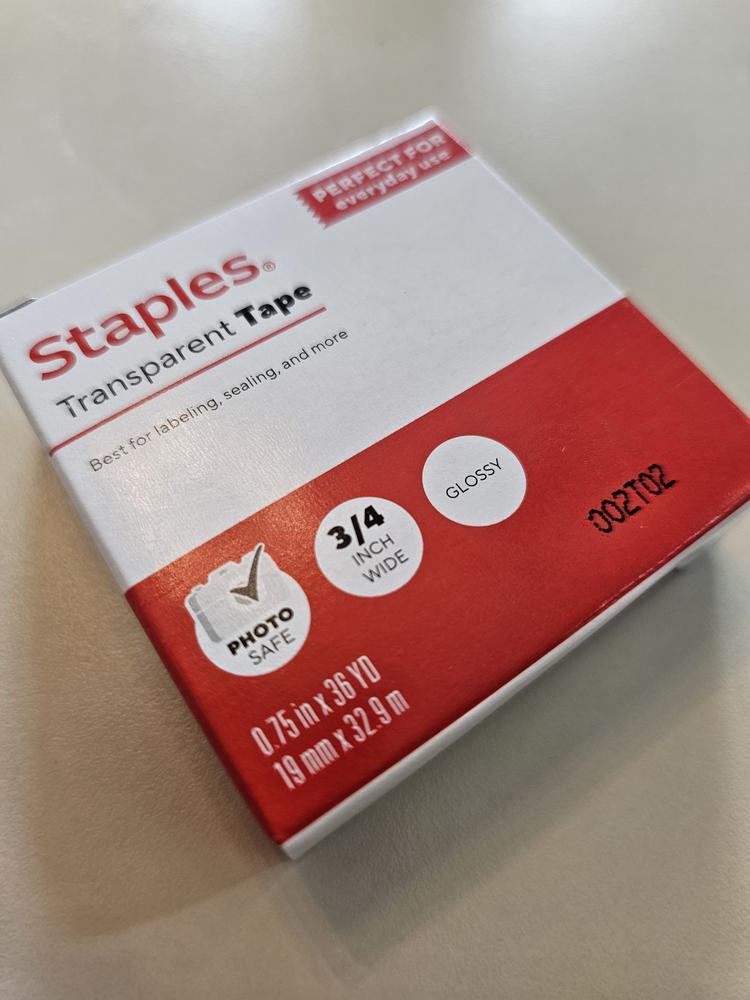 PERFECT FOR
everyday use
Staples®
Transparent Tape
Best for labeling, sealing, and more
GLOSSY
3/4
INCH
WIDE
PHOTO
SAFE
002T02
0.75 in x 36 YD
19 mm x 32.9 m